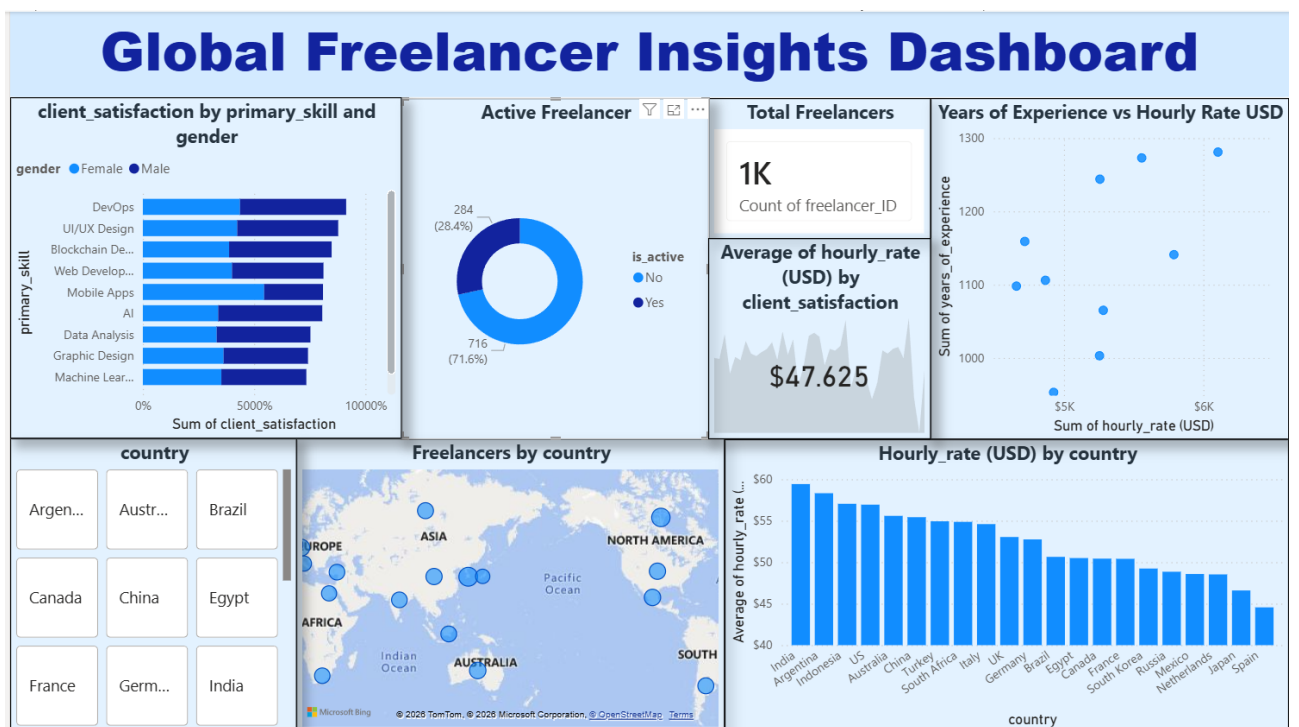 Global Freelancer Insights Dashboard
client_satisfaction by primary_skill and
gender
gender Female Male
primary_skill
DevOps
UI/UX Design
Blockchain De...
Web Develop...
Mobile Apps
AI
Data Analysis
Graphic Design
Machine Lear...
0% 5000% 10000%
Sum of client_satisfaction
Active Freelancer
284
(28.4%)
716
(71.6%)
is_active
No
Yes
Total Freelancers
1K
Count of freelancer_ID
Average of hourly_rate
(USD) by
client_satisfaction
$47.625
Years of Experience vs Hourly Rate USD
Sum of years_of_experience
1300
1200
1100
1000
$5K $6K
Sum of hourly_rate (USD)
country
Argen... Austr... Brazil
Canada China Egypt
France Germ... India
Freelancers by country
ASIA
NORTH AMERICA
UROPE
Pacific
Ocean
AFRICA
Indian
Ocean
AUSTRALIA
SOUTH
Microsoft Bing
© 2026 TomTom, © 2026 Microsoft Corporation, © OpenStreetMap Terms
Hourly_rate (USD) by country
Average of hourly_rate (...
$60
$55
$50
$45
$40
India
Argentina
Indonesia
US
Australia
China
Turkey
South Africa
Italy
UK
Germany
Brazil
Egypt
Canada
France
South Korea
Russia
Mexico
Netherlands
Japan
Spain
country